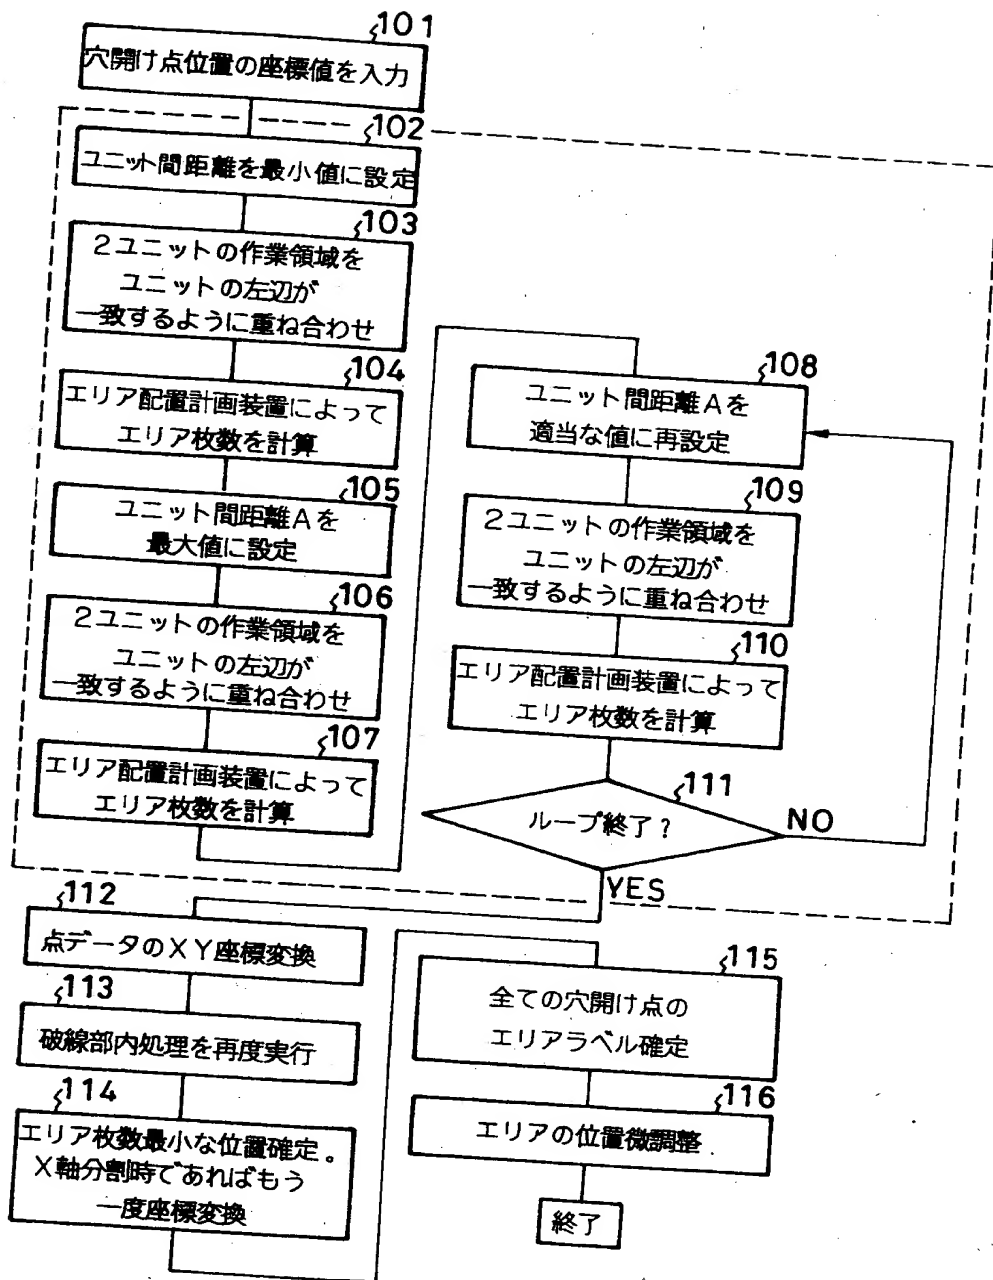 101
穴開け点位置の座標値を入力
102
ユニット間距離を最小値に設定
103
2ユニットの作業領域を
ユニットの左辺が
一致するように重ね合わせ
104
エリア配置計画装置によって
エリア枚数を計算
105
ユニット間距離Aを
最大値に設定
106
2ユニットの作業領域を
ユニットの左辺が
一致するように重ね合わせ
107
エリア配置計画装置によって
エリア枚数を計算
108
ユニット間距離Aを
適当な値に再設定
109
2ユニットの作業領域を
ユニットの左辺が
一致するように重ね合わせ
110
エリア配置計画装置によって
エリア枚数を計算
111
ループ終了?
NO
YES
112
点データのXY座標変換
113
破線部内処理を再度実行
114
エリア枚数最小な位置確定。
X軸分割時であればもう
一度座標変換
115
全ての穴開け点の
エリアラベル確定
116
エリアの位置微調整
終了